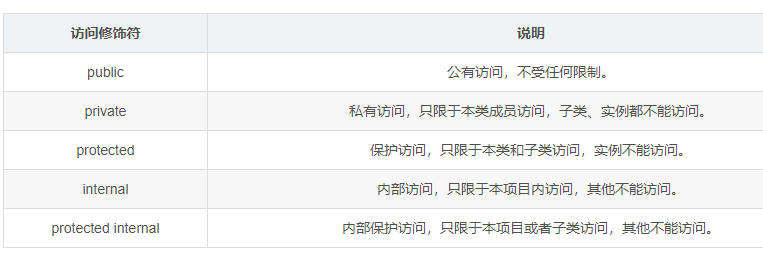 访问修饰符 说明
public 公有访问，不受任何限制。
private 私有访问，只限于本类成员访问，子类、实例都不能访问。
protected 保护访问，只限于本类和子类访问，实例不能访问。
internal 内部访问，只限于本项目内访问，其他不能访问。
protected internal 内部保护访问，只限于本项目或者子类访问，其他不能访问。